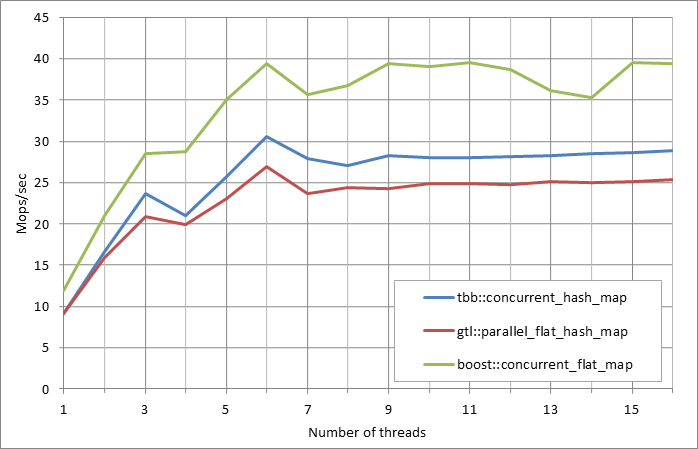 45
40
35
30
25
20
15
10
5
0
Mops/sec
1 3 5 7 9 11 13 15
Number of threads
tbb::concurrent_hash_map
gtl::parallel_flat_hash_map
boost::concurrent_flat_map